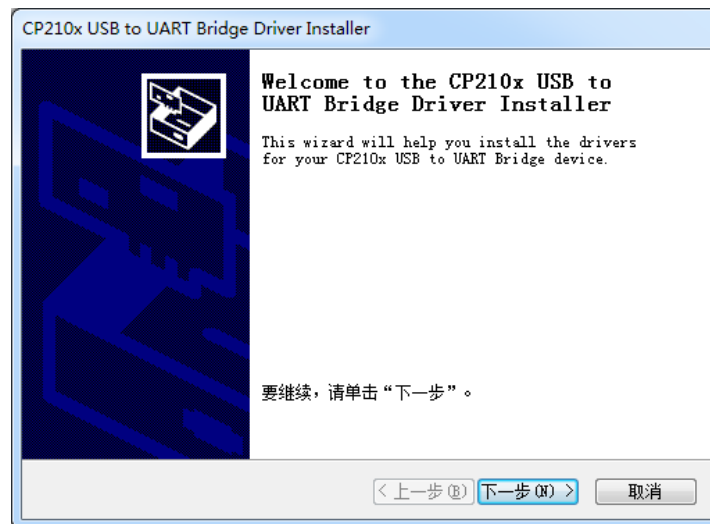 CP210x USB to UART Bridge Driver Installer
Welcome to the CP210x USB to
UART Bridge Driver Installer
This wizard will help you install the drivers
for your CP210x USB to UART Bridge device.
要继续，请单击“下一步”。
< 上一步(B) 下一步(N) > 取消